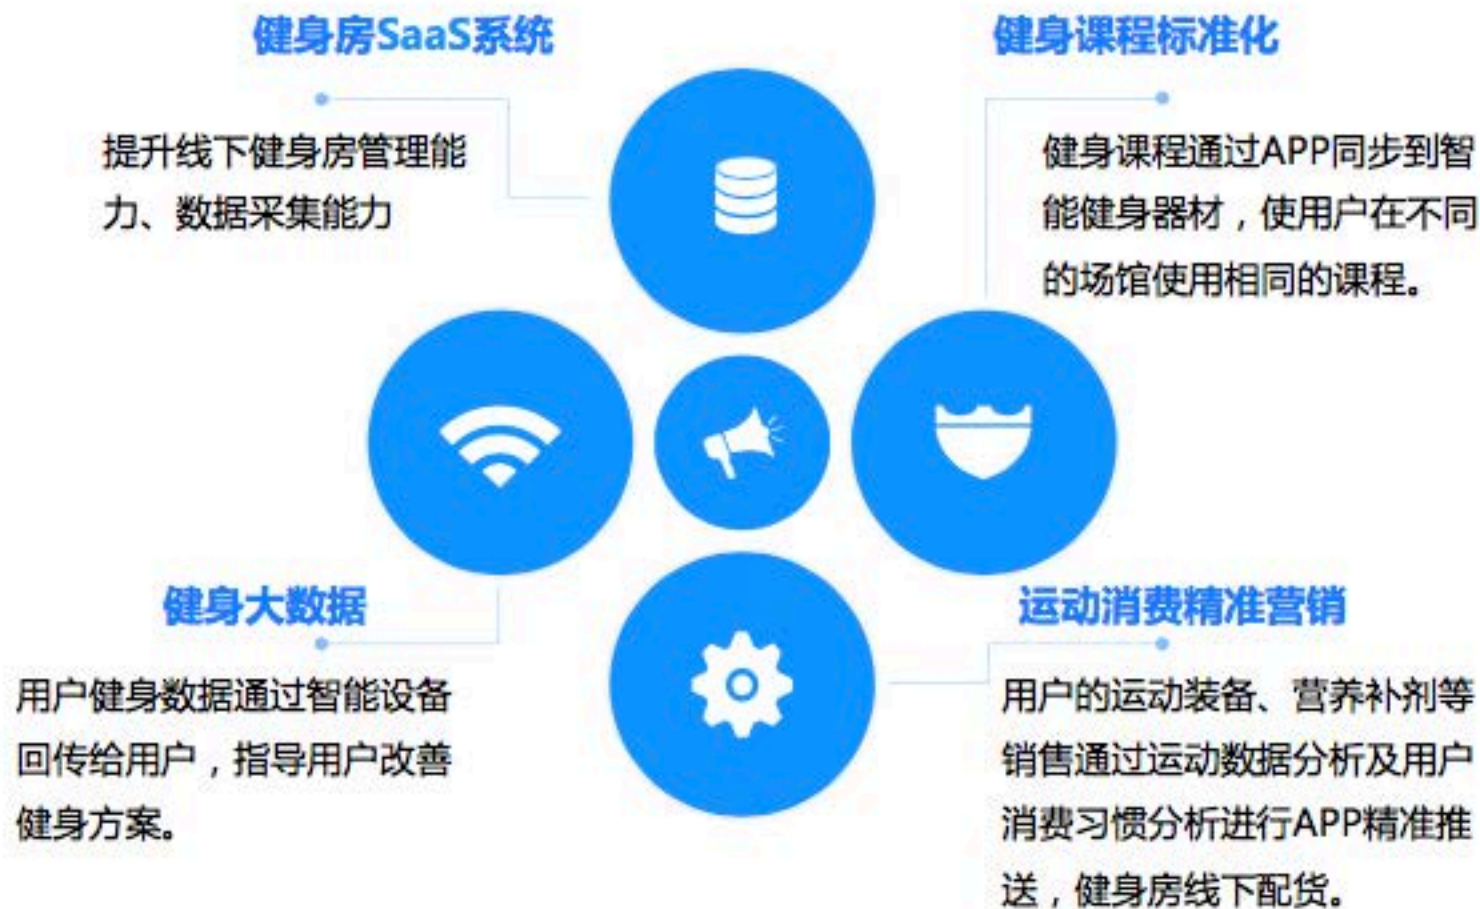 健身房SaaS系统
提升线下健身房管理能
力、数据采集能力
健身课程标准化
健身课程通过APP同步到智
能健身器材，使用户在不同
的场馆使用相同的课程。
健身大数据
用户健身数据通过智能设备
回传给用户，指导用户改善
健身方案。
运动消费精准营销
用户的运动装备、营养补剂等
销售通过运动数据分析及用户
消费习惯分析进行APP精准推
送，健身房线下配货。